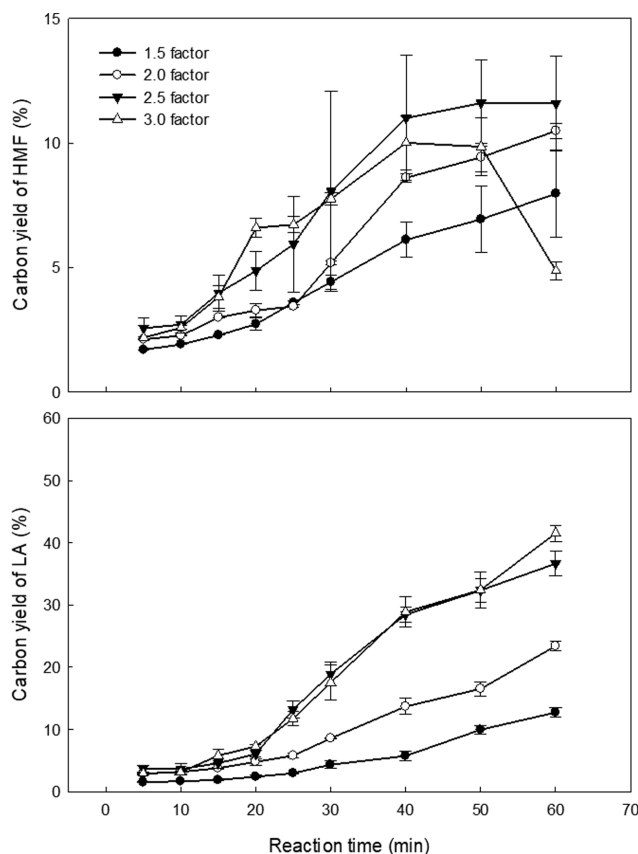 15
1.5 factor
2.0 factor
2.5 factor
3.0 factor
10
5
0
Carbon yield of HMF (%)
60
50
40
30
20
10
0
Carbon yield of LA (%)
0 10 20 30 40 50 60 70
Reaction time (min)